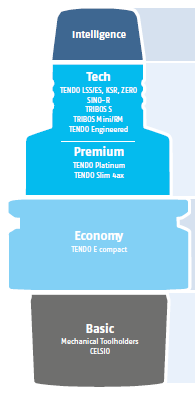 Intelligence
Tech
TENDO LSS/ES, KSR, ZERO
SINO-R
TRIBOS S
TRIBOS Mini/RM
TENDO Engineered
Premium
TENDO Platinum
TENDO Slim 4ax
Economy
TENDO E compact
Basic
Mechanical Toolholders
CELSIO